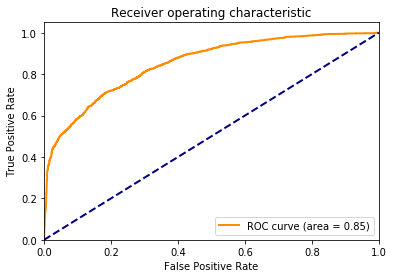 Receiver operating characteristic
True Positive Rate
1.0
0.8
0.6
0.4
0.2
0.0
ROC curve (area = 0.85)
0.0 0.2 0.4 0.6 0.8 1.0
False Positive Rate